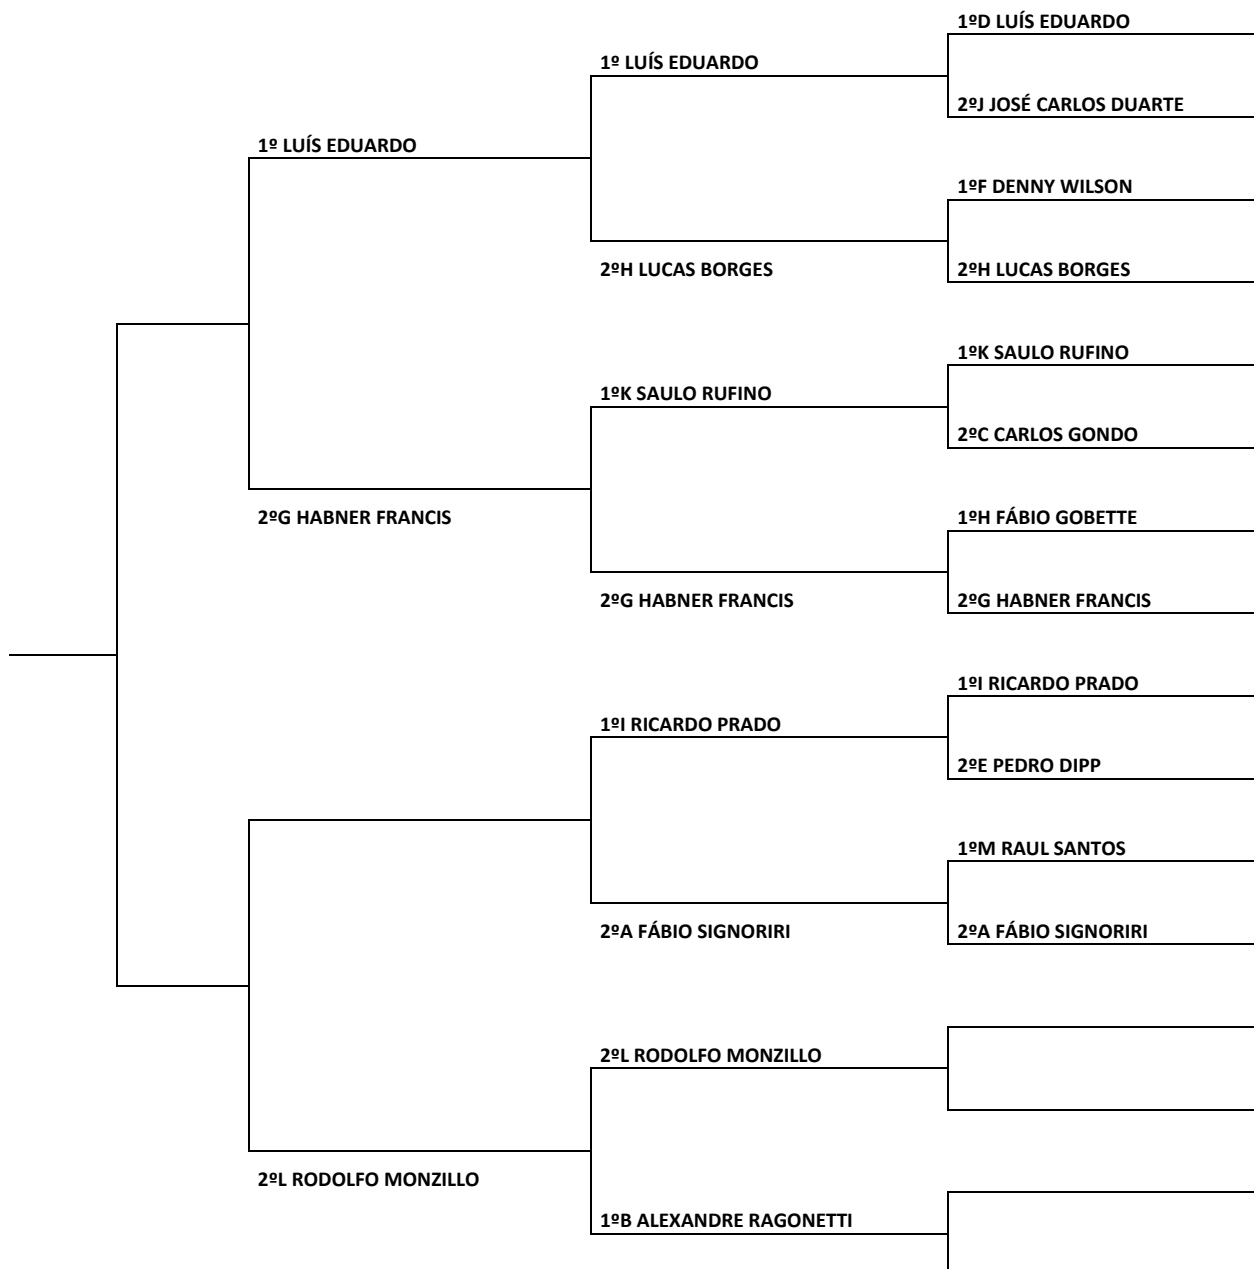 1ºD LUÍS EDUARDO
1º LUÍS EDUARDO
2ºJ JOSÉ CARLOS DUARTE
1º LUÍS EDUARDO
1ºF DENNY WILSON
2ºH LUCAS BORGES
2ºH LUCAS BORGES
1ºK SAULO RUFINO
1ºK SAULO RUFINO
2ºC CARLOS GONDO
2ºG HABNER FRANCIS
1ºH FÁBIO GOBETTE
2ºG HABNER FRANCIS
2ºG HABNER FRANCIS
1ºI RICARDO PRADO
1ºI RICARDO PRADO
2ºE PEDRO DIPP
1ºM RAUL SANTOS
2ºA FÁBIO SIGNORIRI
2ºA FÁBIO SIGNORIRI
2ºL RODOLFO MONZILLO
2ºL RODOLFO MONZILLO
1ºB ALEXANDRE RAGONETTI